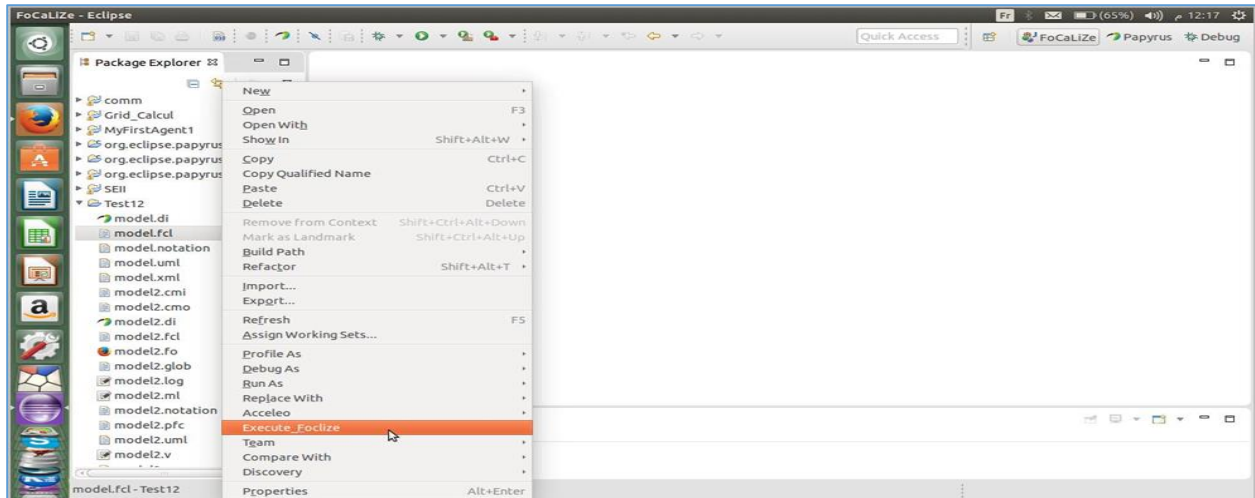 FoCaLiZe - Eclipse
Fr (65%) م 12:17
Quick Access FoCaLiZe Papyrus Debug
Package Explorer
comm
Grid_Calcul
MyFirstAgent1
org.eclipse.papyrus
org.eclipse.papyrus
org.eclipse.papyrus
SEII
Test12
model.di
model.fcl
model.notation
model.uml
model.xml
model2.cmi
model2.cmo
model2.di
model2.fcl
model2.fo
model2.glob
model2.log
model2.ml
model2.notation
model2.pfc
model2.uml
model2.v
New
Open F3
Open With
Show In Shift+Alt+W
Copy Ctrl+C
Copy Qualified Name
Paste Ctrl+V
Delete Delete
Remove from Context Shift+Ctrl+Alt+Down
Mark as Landmark Shift+Ctrl+Alt+Up
Build Path
Refactor Shift+Alt+T
Import...
Export...
Refresh F5
Assign Working Sets...
Profile As
Debug As
Run As
Replace With
Acceleo
Execute_Foclize
Team
Compare With
Discovery
Properties Alt+Enter
model.fcl - Test12